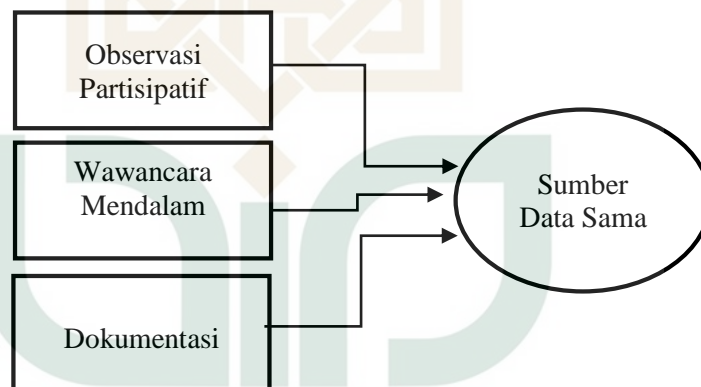 Observasi
Partisipatif
Wawancara
Mendalam
Dokumentasi
Sumber
Data Sama